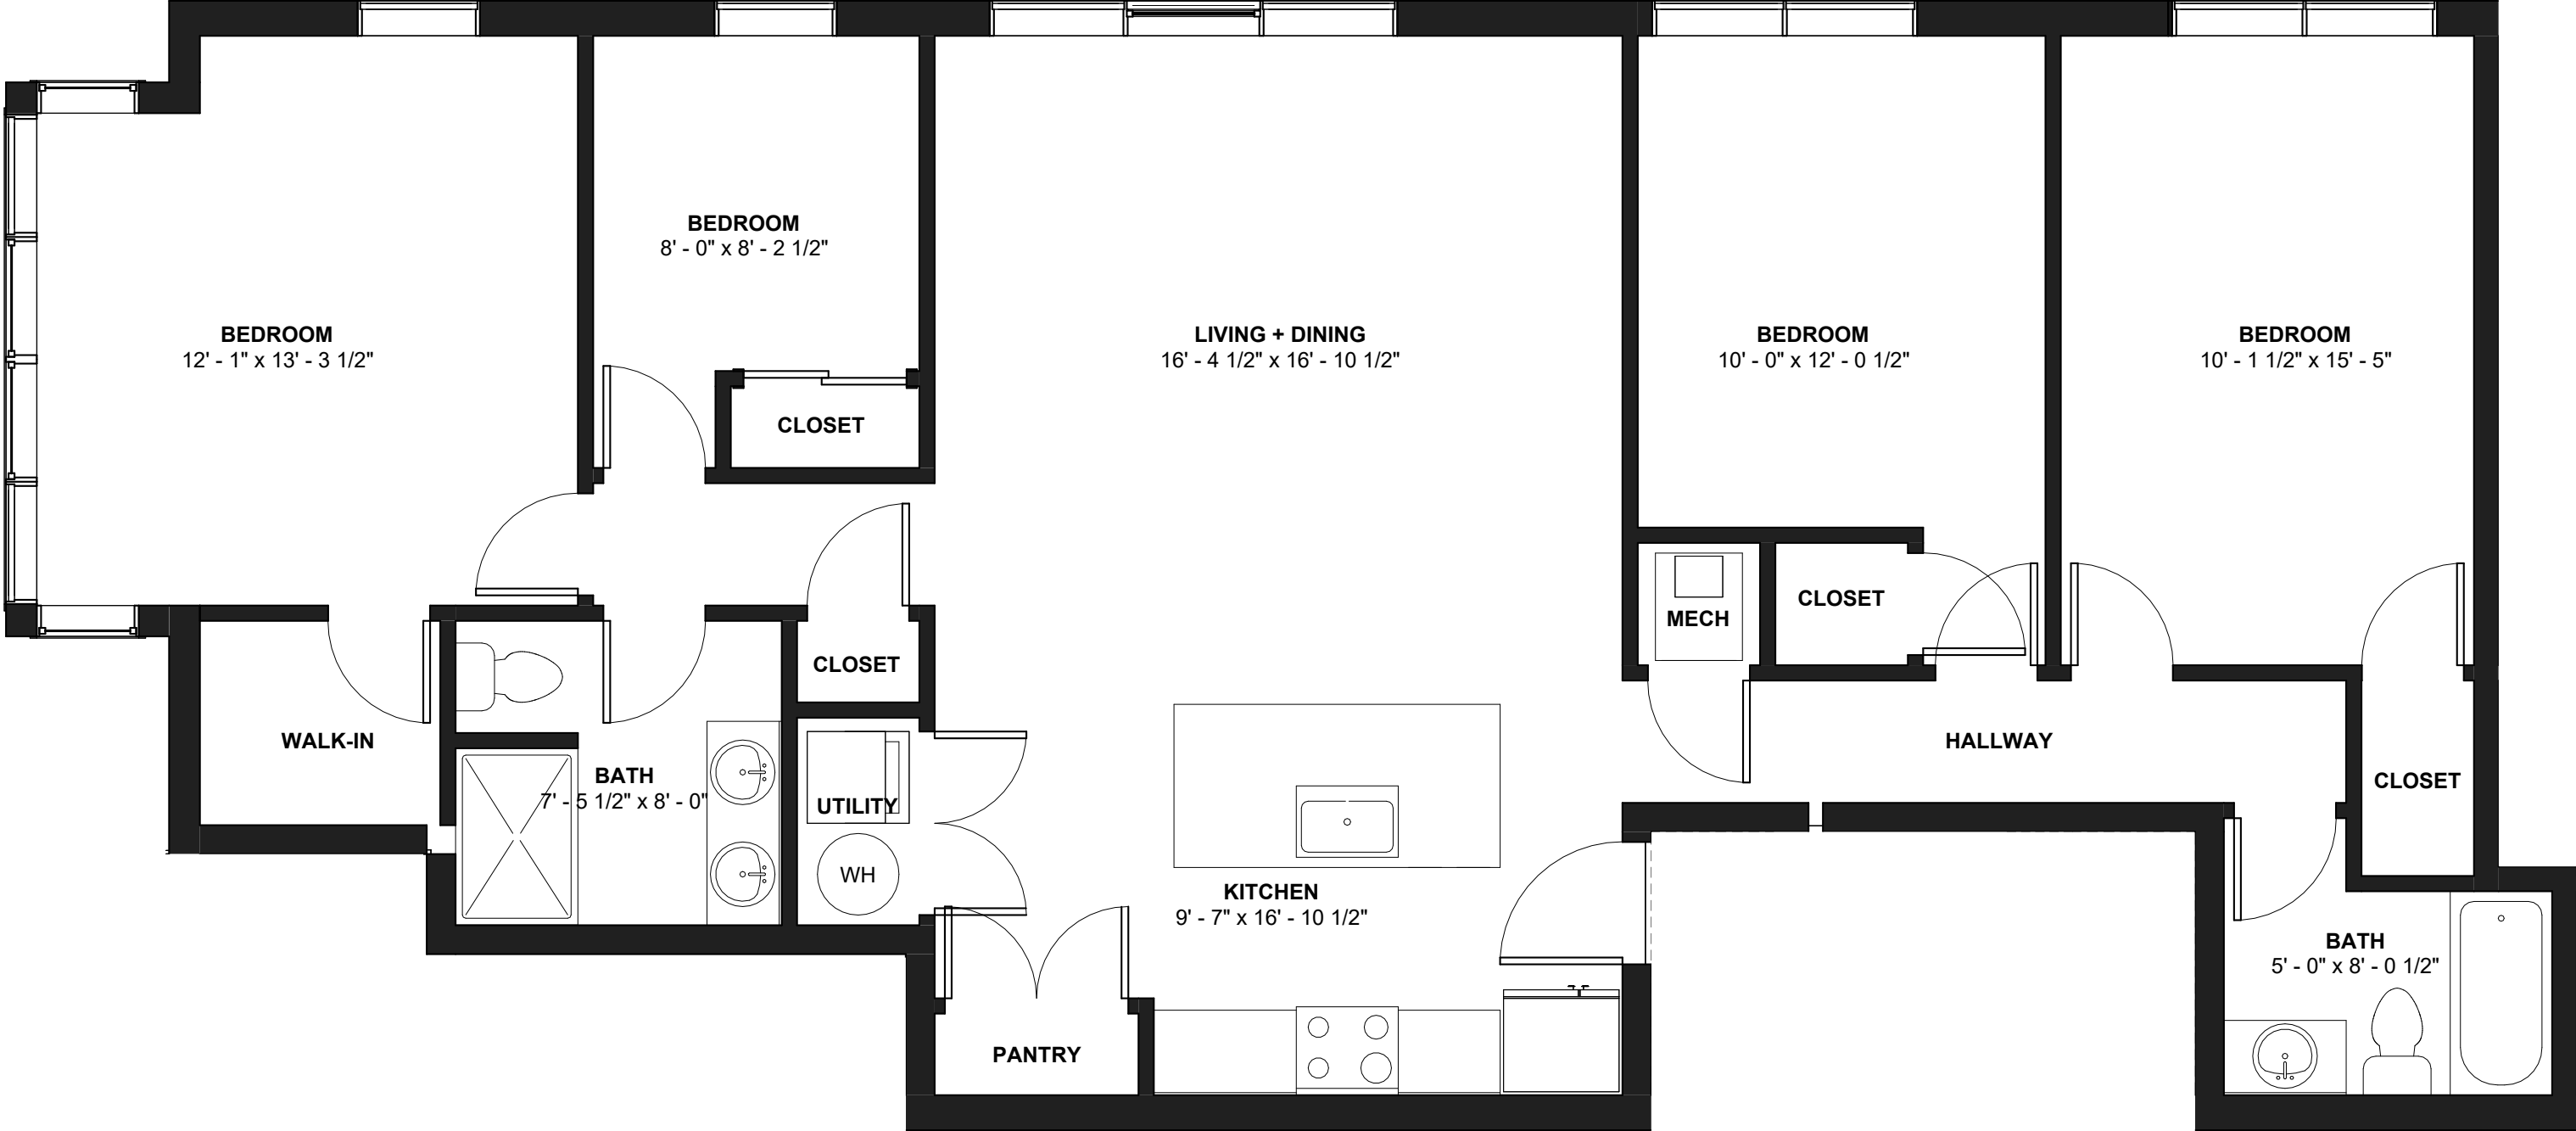 BEDROOM
8' - 0" x 8' - 2 1/2"
BEDROOM
12' - 1" x 13' - 3 1/2"
LIVING + DINING
16' - 4 1/2" x 16' - 10 1/2"
BEDROOM
10' - 0" x 12' - 0 1/2"
BEDROOM
10' - 1 1/2" x 15' - 5"
CLOSET
CLOSET
MECH
CLOSET
WALK-IN
HALLWAY
BATH
7' - 5 1/2" x 8' - 0"
CLOSET
UTILITY
WH
KITCHEN
9' - 7" x 16' - 10 1/2"
BATH
5' - 0" x 8' - 0 1/2"
PANTRY